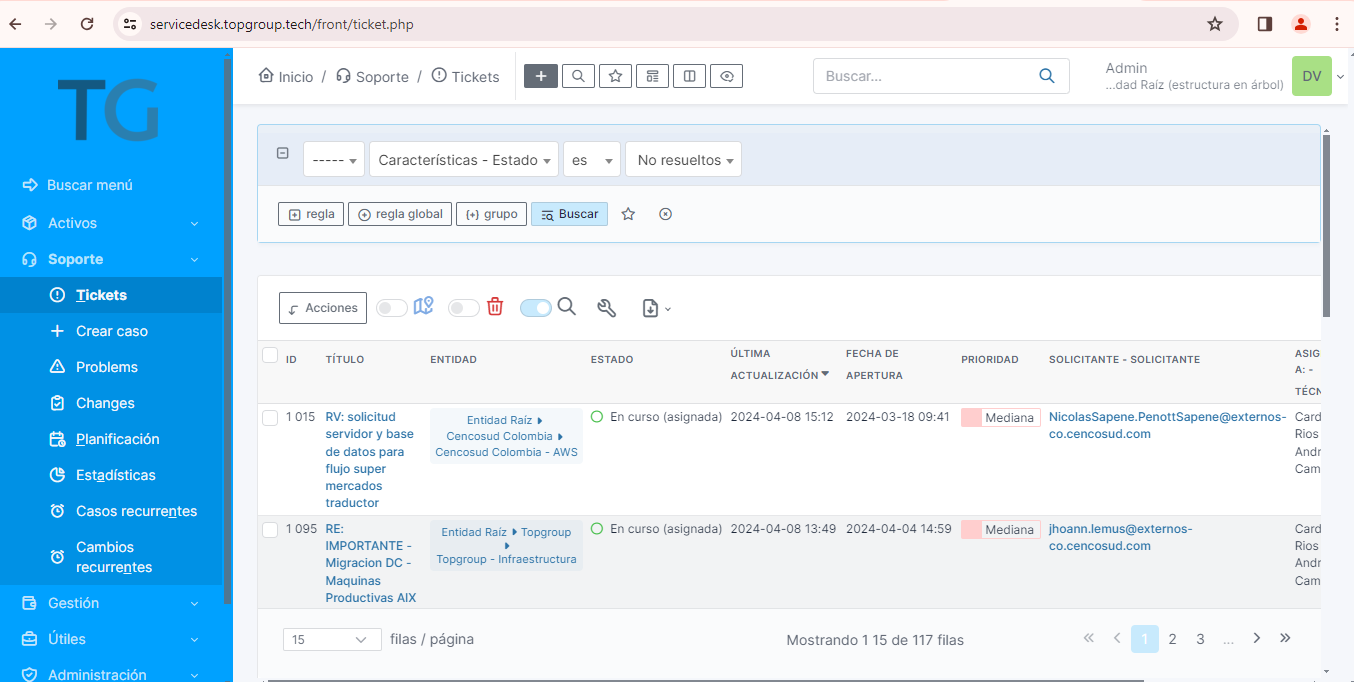 servicedesk.topgroup.tech/front/ticket.php
TG
Inicio / Soporte / Tickets
Buscar...
Admin
...dad Raíz (estructura en árbol)
DV
Buscar menú
Activos
Soporte
Tickets
Crear caso
Problems
Changes
Planificación
Estadísticas
Casos recurrentes
Cambios
recurrentes
Gestión
Útiles
Administración
----- Características - Estado es No resueltos
regla regla global grupo Buscar
Acciones
ID TÍTULO ENTIDAD ESTADO ÚLTIMA ACTUALIZACIÓN FECHA DE APERTURA PRIORIDAD SOLICITANTE - SOLICITANTE ASIG A: - TÉCN
1 015 RV: solicitud Entidad Raíz En curso (asignada) 2024-04-08 15:12 2024-03-18 09:41 Mediana NicolasSapene.PenottSapene@externos- Card
servidor y base Cencosud Colombia co.cencosud.com Rios
de datos para Cencosud Colombia - AWS Andr
flujo super Cam
mercados
traductor
1 095 RE: Entidad Raíz Topgroup En curso (asignada) 2024-04-08 13:49 2024-04-04 14:59 Mediana jhoann.lemus@externos- Card
IMPORTANTE - co.cencosud.com Rios
Migracion DC - Topgroup - Infraestructura Andr
Maquinas Cam
Productivas AIX
15 filas / página Mostrando 1 15 de 117 filas « ‹ 1 2 3 ... › »